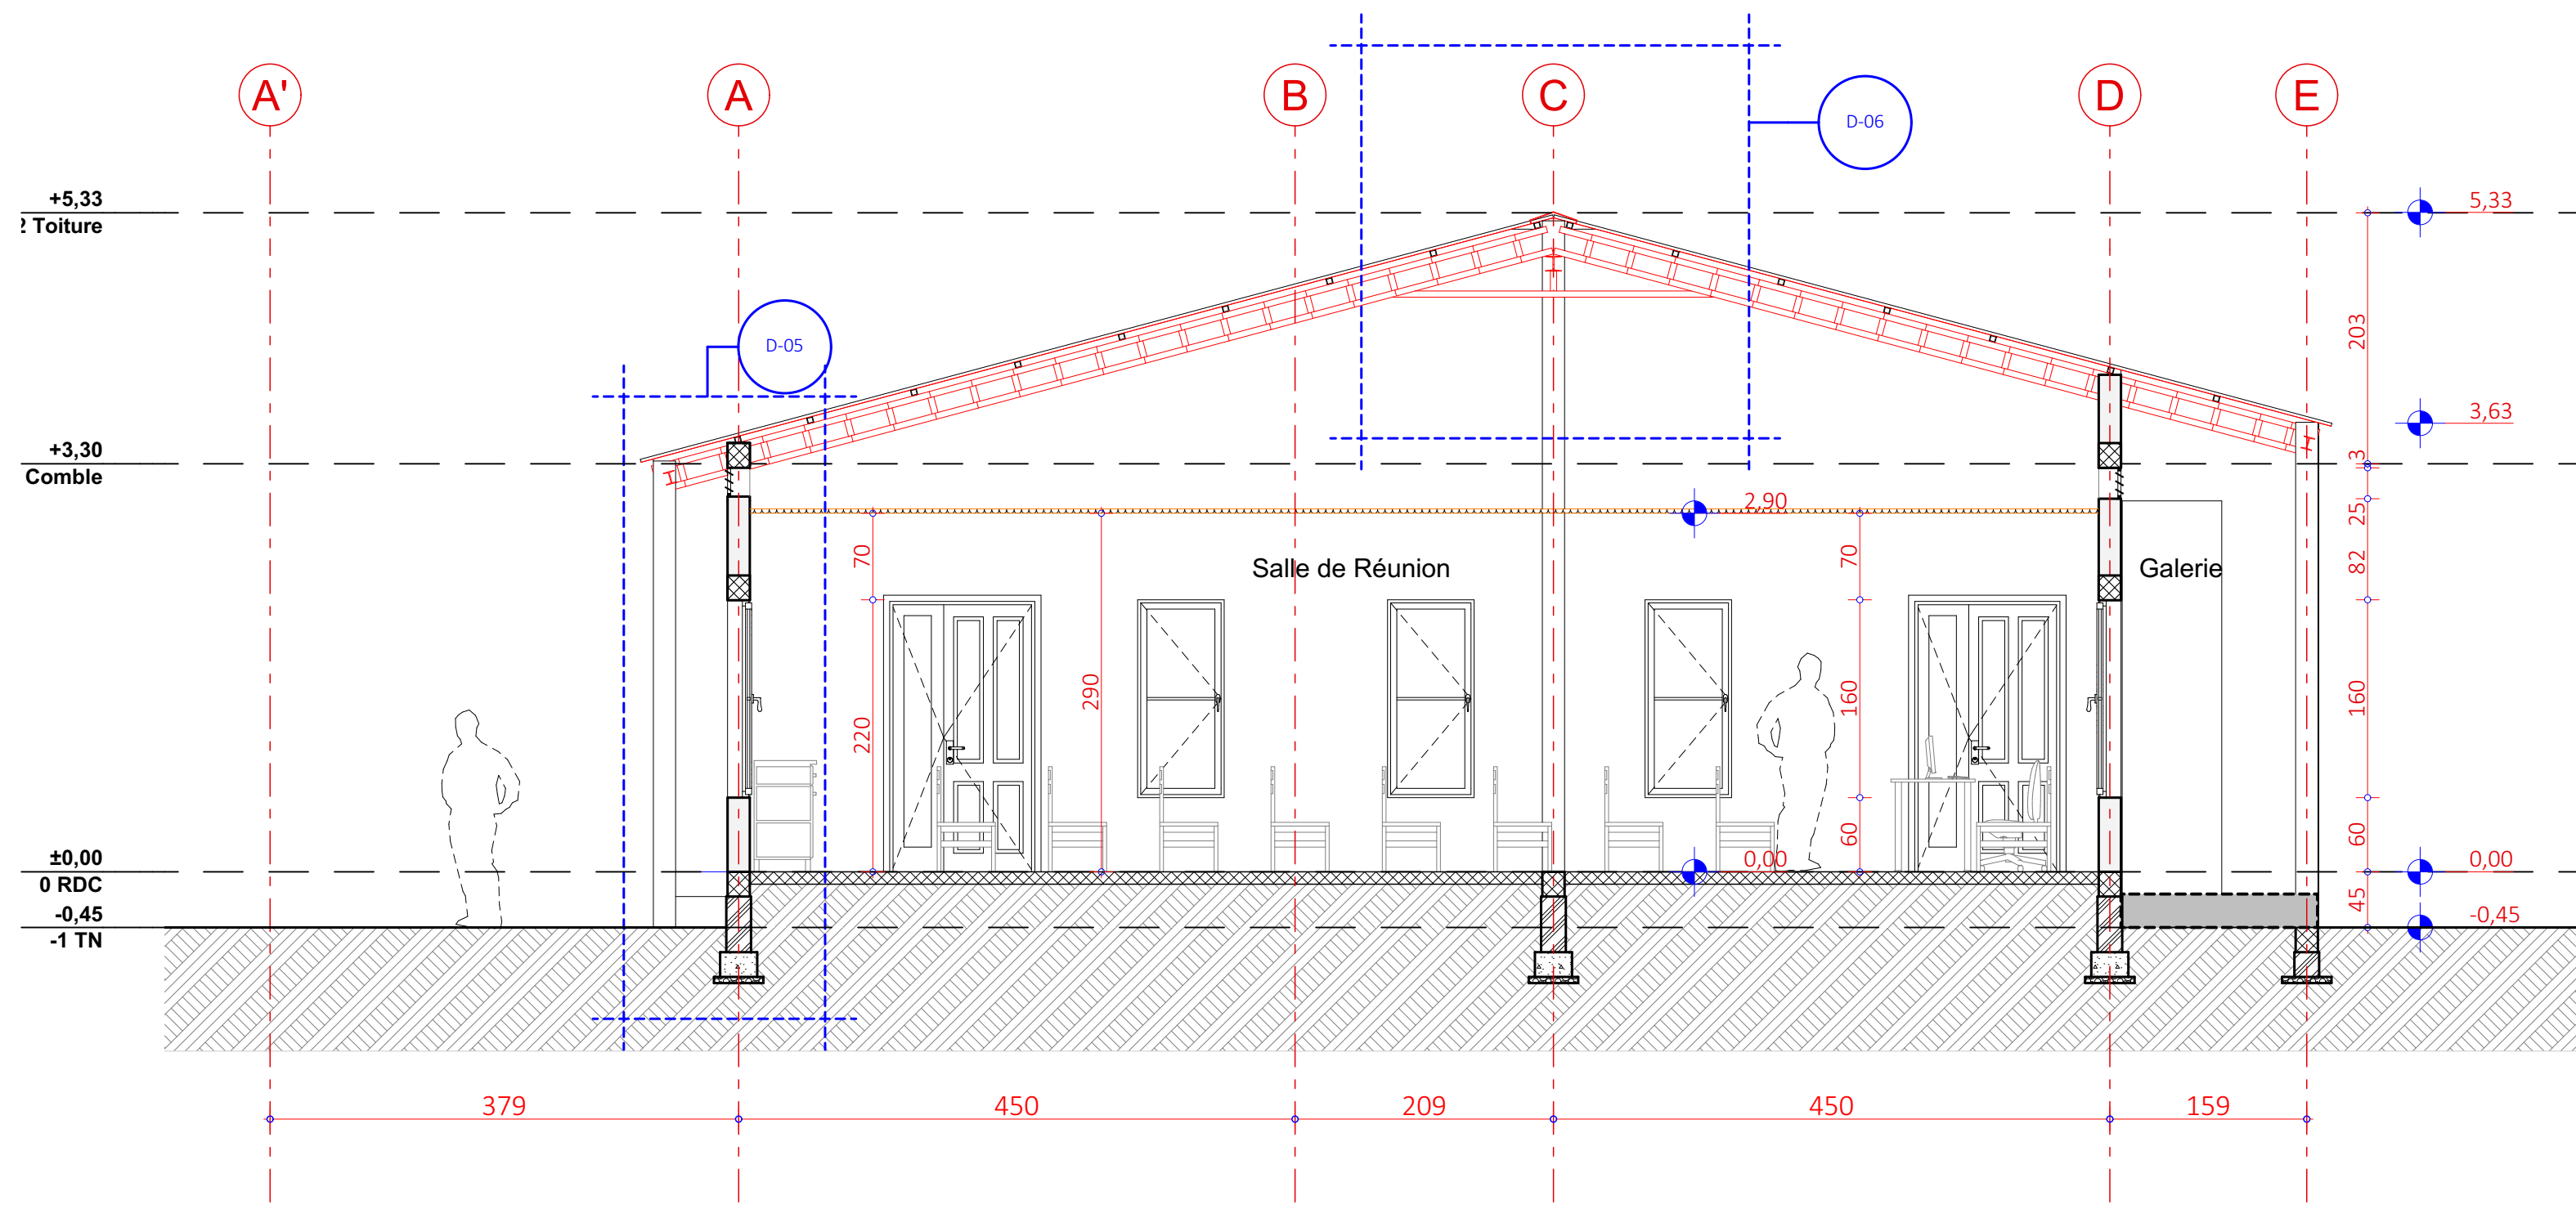 A' A B C D E
D-06
+5,33
2 Toiture
5,33
203
D-05
3,63
+3,30
Comble
3
2,90
25
70
70
82
Salle de Réunion
Galerie
290
220
160
160
±0,00
0 RDC
60
0,00
60
0,00
-0,45
-1 TN
45
-0,45
379 450 209 450 159